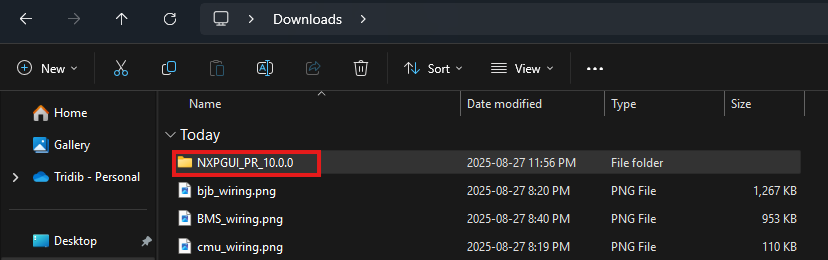 Downloads
New
Sort
View
Name Date modified Type Size
Home
Gallery
Tridib - Personal
Desktop
Today
NXPGUI_PR_10.0.0 2025-08-27 11:56 PM File folder
bjb_wiring.png 2025-08-27 8:20 PM PNG File 1,267 KB
BMS_wiring.png 2025-08-27 8:40 PM PNG File 953 KB
cmu_wiring.png 2025-08-27 8:19 PM PNG File 110 KB